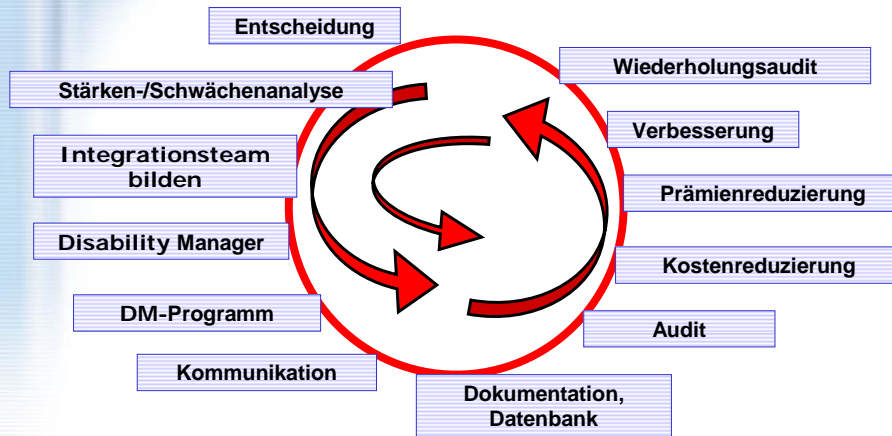 Entscheidung
Stärken-/Schwächenanalyse
Integrationsteam
bilden
Disability Manager
DM-Programm
Kommunikation
Dokumentation,
Datenbank
Audit
Kostenreduzierung
Prämienreduzierung
Verbesserung
Wiederholungsaudit